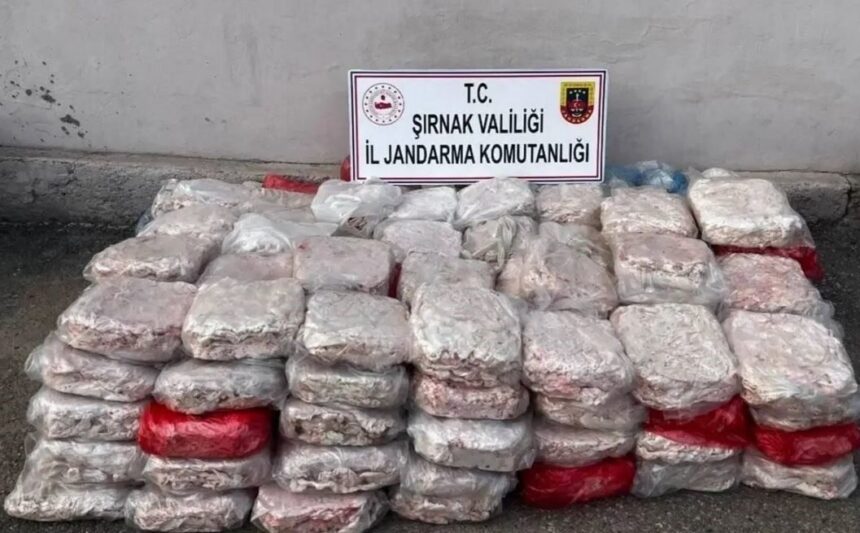 T.C.
ŞIRNAK VALİLİĞİ
İL JANDARMA KOMUTANLIĞI